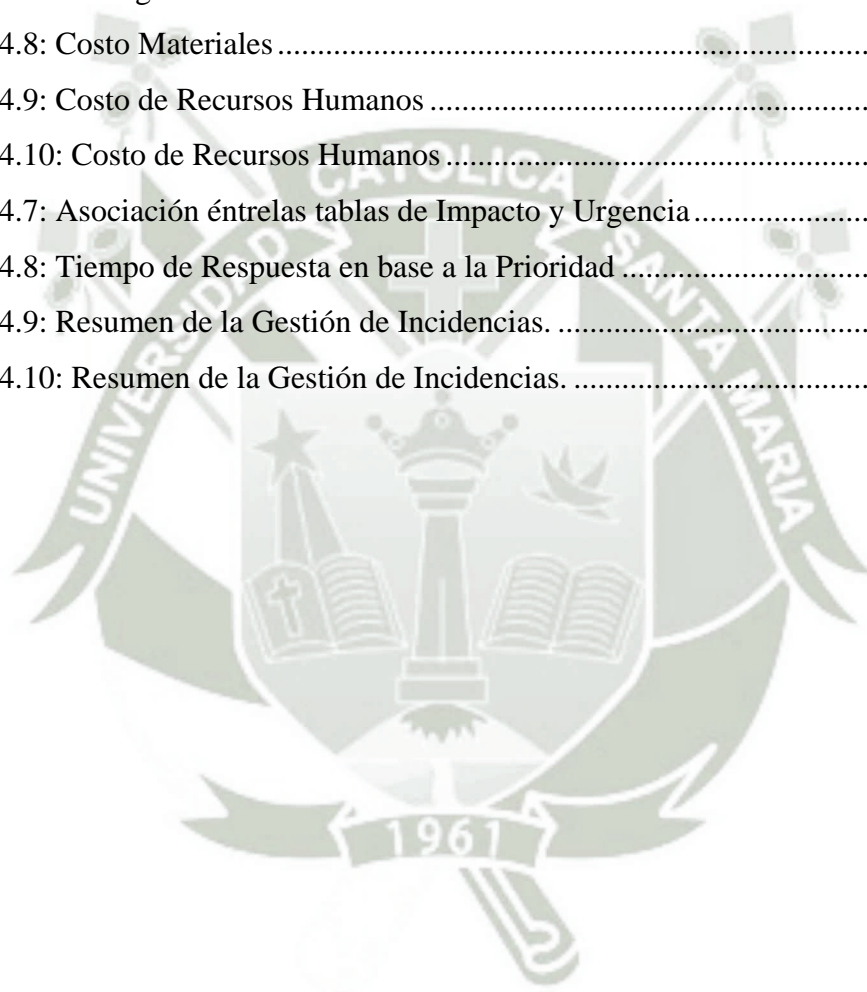 4.8: Costo Materiales
4.9: Costo de Recursos Humanos
4.10: Costo de Recursos Humanos
4.7: Asociación éntrelas tablas de Impacto y Urgencia
4.8: Tiempo de Respuesta en base a la Prioridad
4.9: Resumen de la Gestión de Incidencias.
4.10: Resumen de la Gestión de Incidencias.
UNIVERSIDAD CATOLICA SANTA MARIA
1961